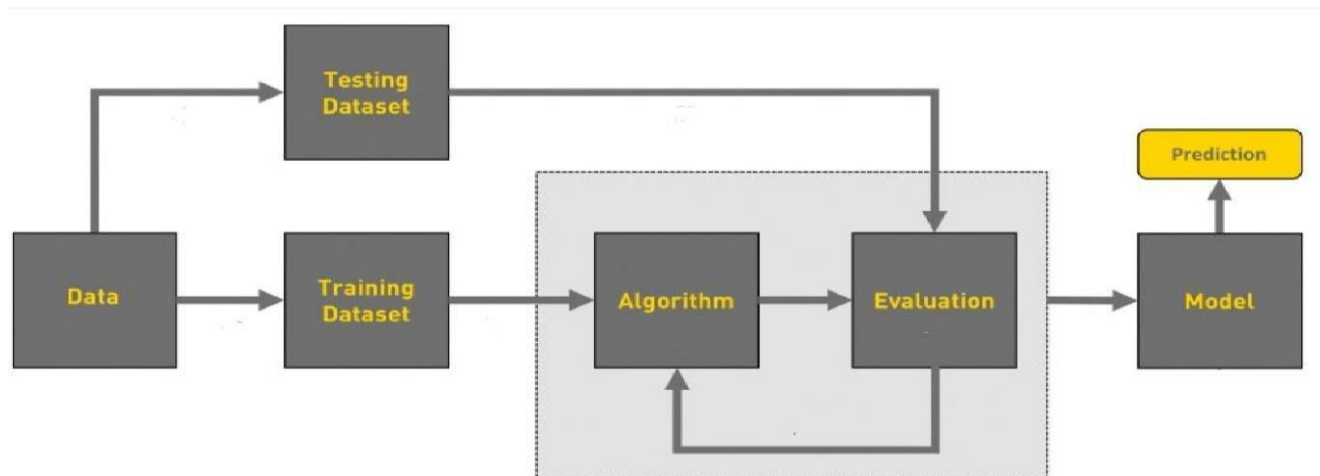 Testing
Dataset
Prediction
Data
Training
Dataset
Algorithm
Evaluation
Model